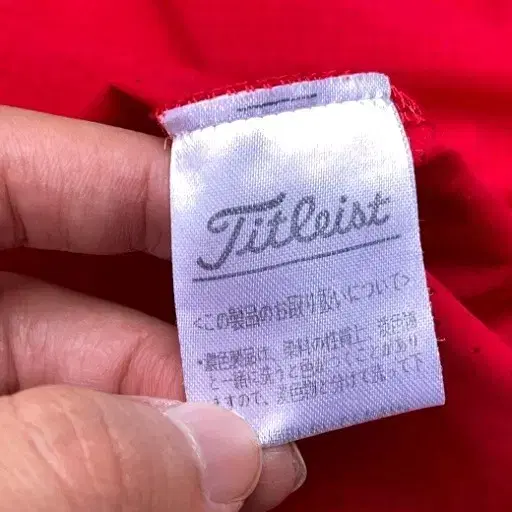 Titleist
<この製品のお取り扱いについて>
・濃色製品は、染料の性質上、淡色物
と一緒に洗うと色がつくことがあり
ますので、淡色物と分けて洗って下